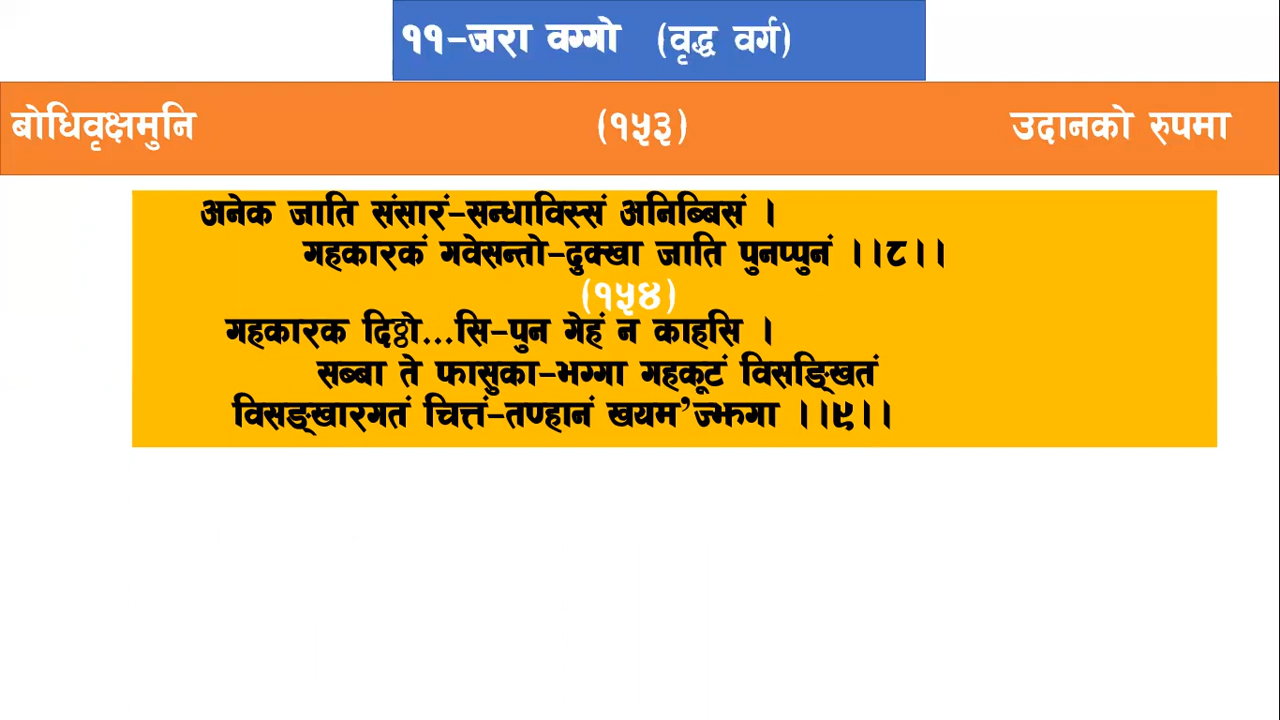 ११-जरा वग्गो (वृद्ध वर्ग)
बोधिवृक्षमुनि (१५३) उदानको रुपमा
अनेक जाति संसारं-सन्धाविस्सं अनिब्बिसं ।
गहकारकं गवेसन्तो-दुक्खा जाति पुनप्पुनं ।।८।।
(१५४)
गहकारक दिठ्ठो...सि-पुन गेहं न काहसि ।
सब्बा ते फासुका-भग्गा गहकूटं विसङ्खितं
विसङ्खारगतं चित्तं-तण्हानं खयम’ज्झगा ।।९।।